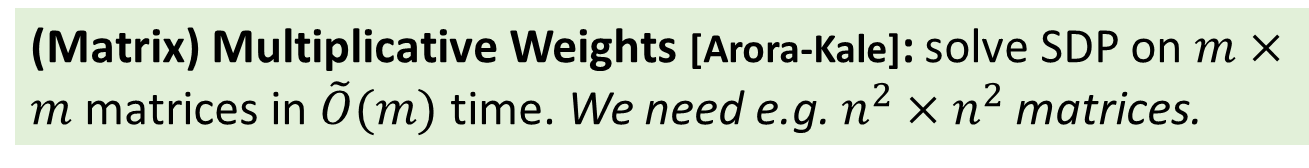 (Matrix) Multiplicative Weights [Arora-Kale]: solve SDP on m ×
m matrices in Õ(m) time. We need e.g. n² × n² matrices.